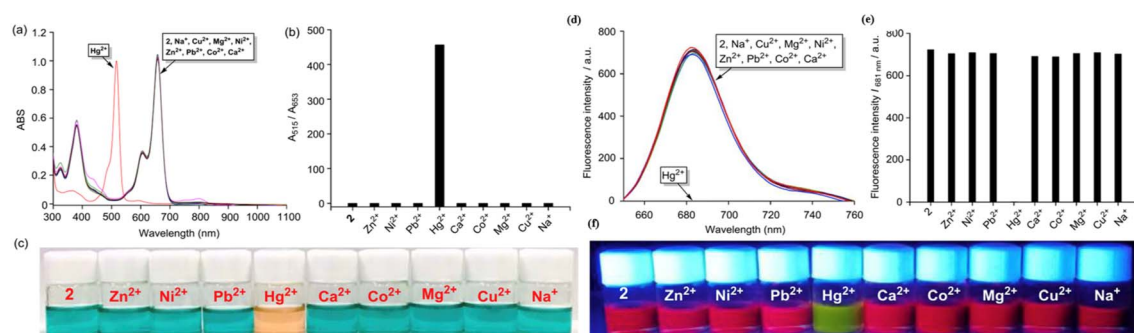 (a)
Hg²⁺
2, Na⁺, Cu²⁺, Mg²⁺, Ni²⁺,
Zn²⁺, Pb²⁺, Co²⁺, Ca²⁺
ABS
1.2
1.0
0.8
0.6
0.4
0.2
0
300 400 500 600 700 800 900 1100
Wavelength (nm)
(b)
A₅₁₅ / A₆₅₃
500
400
300
200
100
0
2 Zn²⁺ Ni²⁺ Pb²⁺ Hg²⁺ Ca²⁺ Co²⁺ Mg²⁺ Cu²⁺ Na⁺
(d)
2, Na⁺, Cu²⁺, Mg²⁺, Ni²⁺,
Zn²⁺, Pb²⁺, Co²⁺, Ca²⁺
Hg²⁺
Fluorescence intensity / a.u.
800
600
400
200
0
660 680 700 720 740 760
Wavelength (nm)
(e)
Fluorescence intensity / 681 nm / a.u.
800
600
400
200
0
2 Zn²⁺ Ni²⁺ Pb²⁺ Hg²⁺ Ca²⁺ Co²⁺ Mg²⁺ Cu²⁺ Na⁺
(c)
2 Zn²⁺ Ni²⁺ Pb²⁺ Hg²⁺ Ca²⁺ Co²⁺ Mg²⁺ Cu²⁺ Na⁺
(f)
2 Zn²⁺ Ni²⁺ Pb²⁺ Hg²⁺ Ca²⁺ Co²⁺ Mg²⁺ Cu²⁺ Na⁺